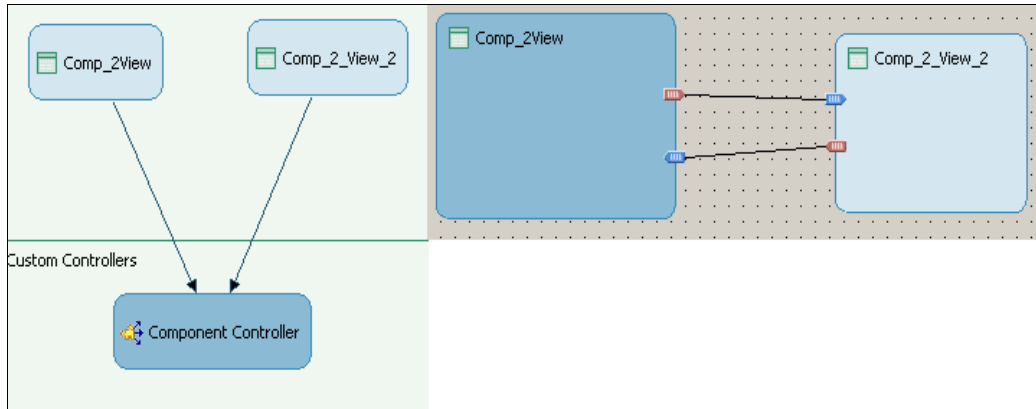 Comp_2View
Comp_2_View_2
Custom Controllers
Component Controller
Comp_2View
Comp_2_View_2